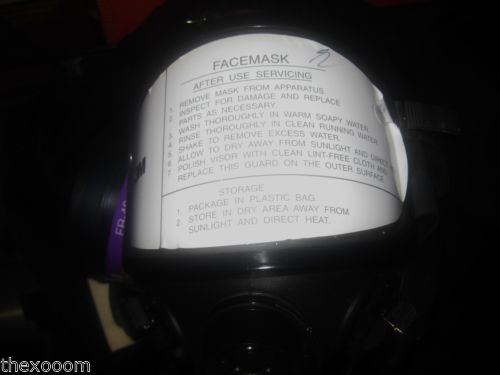 FACEMASK
AFTER USE SERVICING
1. REMOVE MASK FROM APPARATUS.
2. INSPECT FOR DAMAGE AND REPLACE
PARTS AS NECESSARY.
3. WASH THOROUGHLY IN WARM SOAPY WATER
4. RINSE THOROUGHLY IN CLEAN RUNNING WATER.
5. SHAKE TO REMOVE EXCESS WATER.
6. ALLOW TO DRY AWAY FROM SUNLIGHT AND DIRECT
7. POLISH VISOR WITH CLEAN LINT-FREE CLOTH AND
REPLACE THIS GUARD ON THE OUTER SURFACE
STORAGE
1. PACKAGE IN PLASTIC BAG.
2. STORE IN DRY AREA AWAY FROM
SUNLIGHT AND DIRECT HEAT.
thexooom